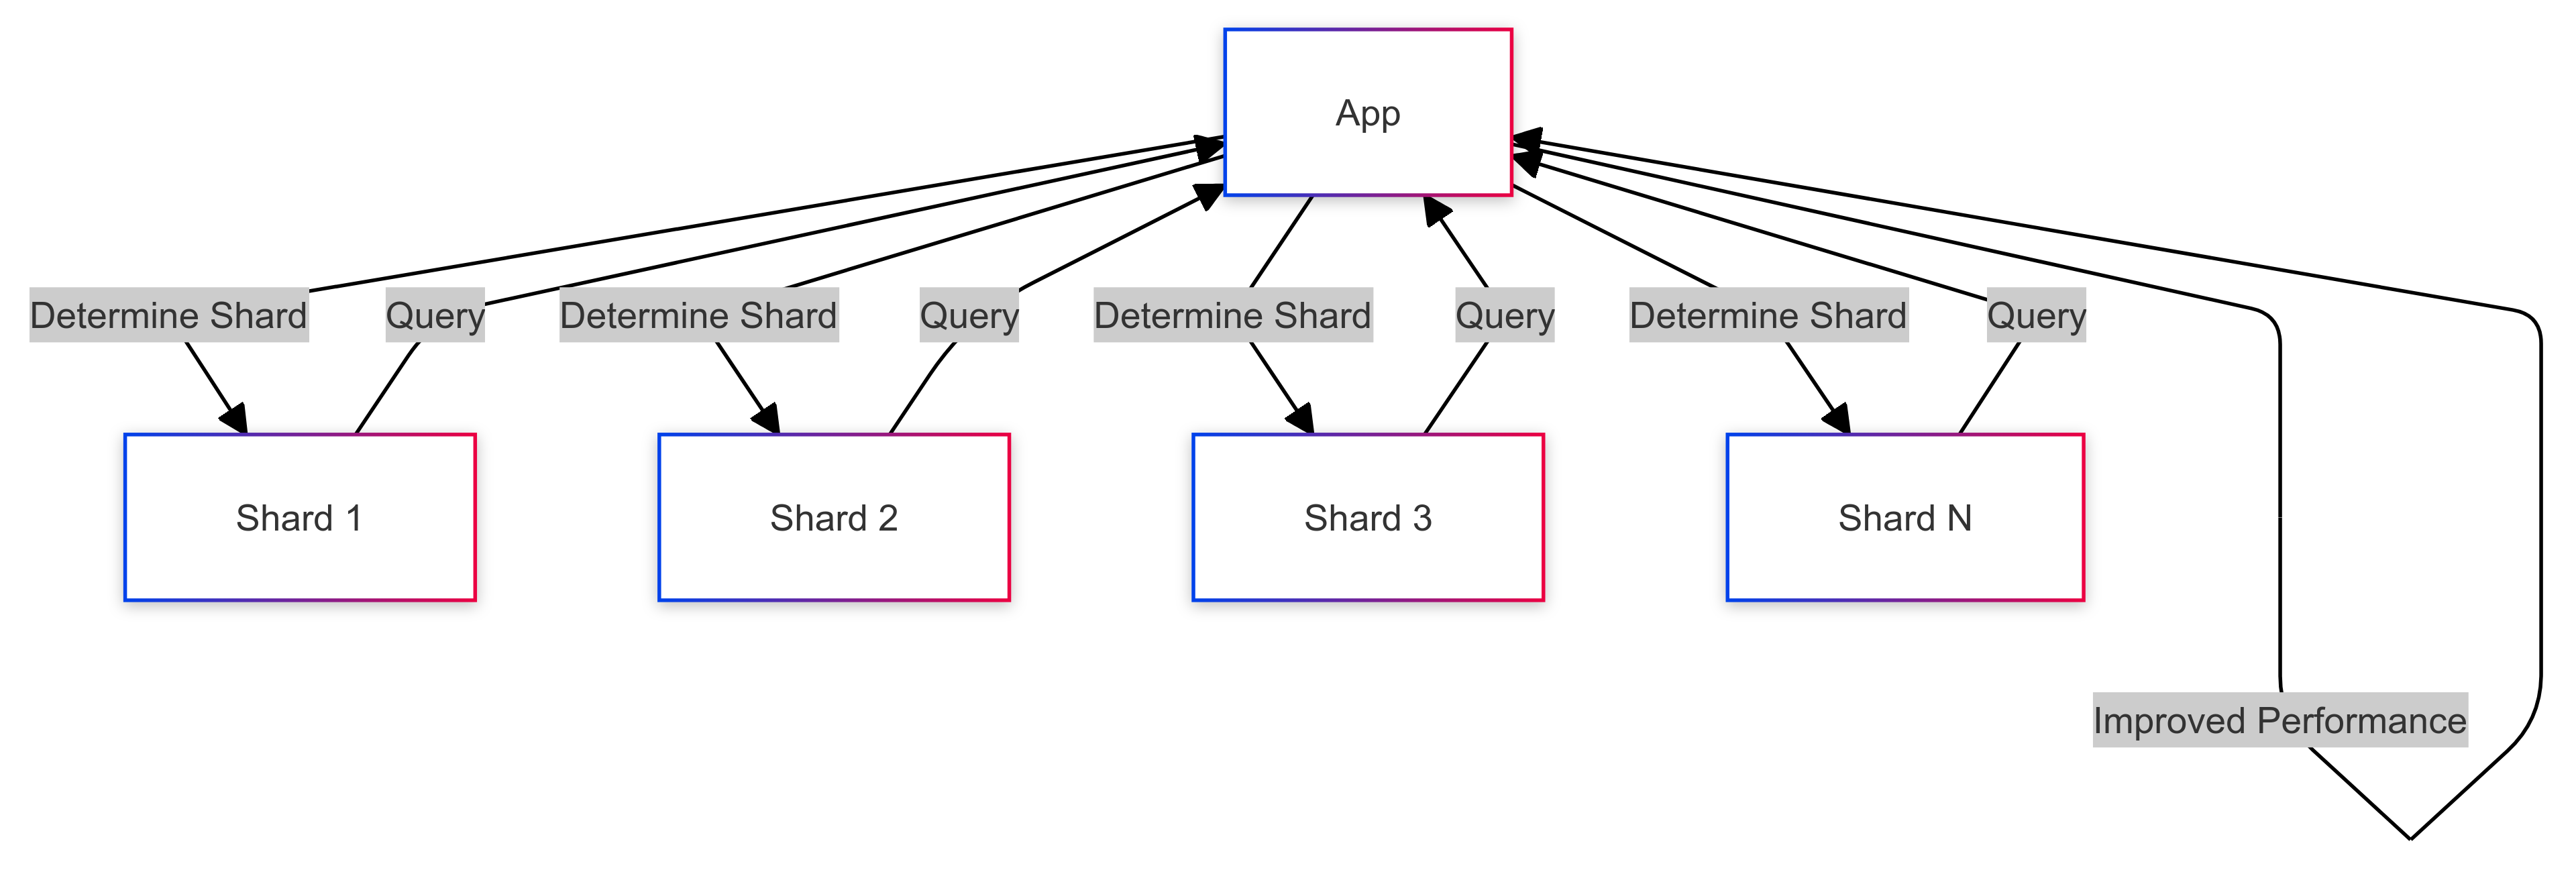 App
Determine Shard
Query
Determine Shard
Query
Determine Shard
Query
Determine Shard
Query
Shard 1
Shard 2
Shard 3
Shard N
Improved Performance